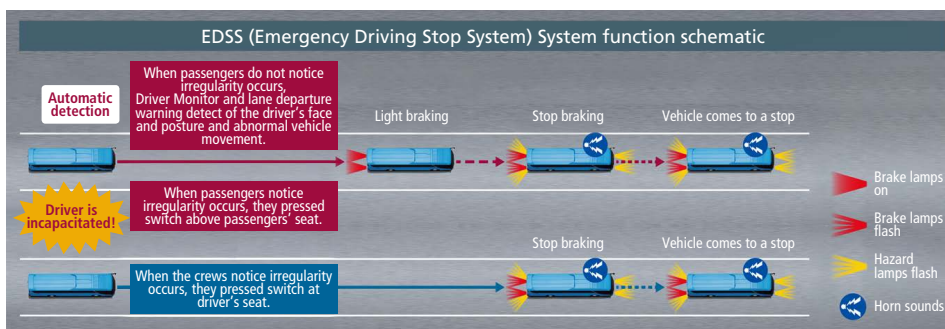 EDSS (Emergency Driving Stop System) System function schematic
Automatic
detection
When passengers do not notice
irregularity occurs,
Driver Monitor and lane departure
warning detect of the driver's face
and posture and abnormal vehicle
movement.
Light braking
Stop braking
Vehicle comes to a stop
Driver is
incapacitated!
When passengers notice
irregularity occurs, they pressed
switch above passengers' seat.
Stop braking
Vehicle comes to a stop
When the crews notice irregularity
occurs, they pressed switch at
driver's seat.
Brake lamps
on
Brake lamps
flash
Hazard
lamps flash
Horn sounds